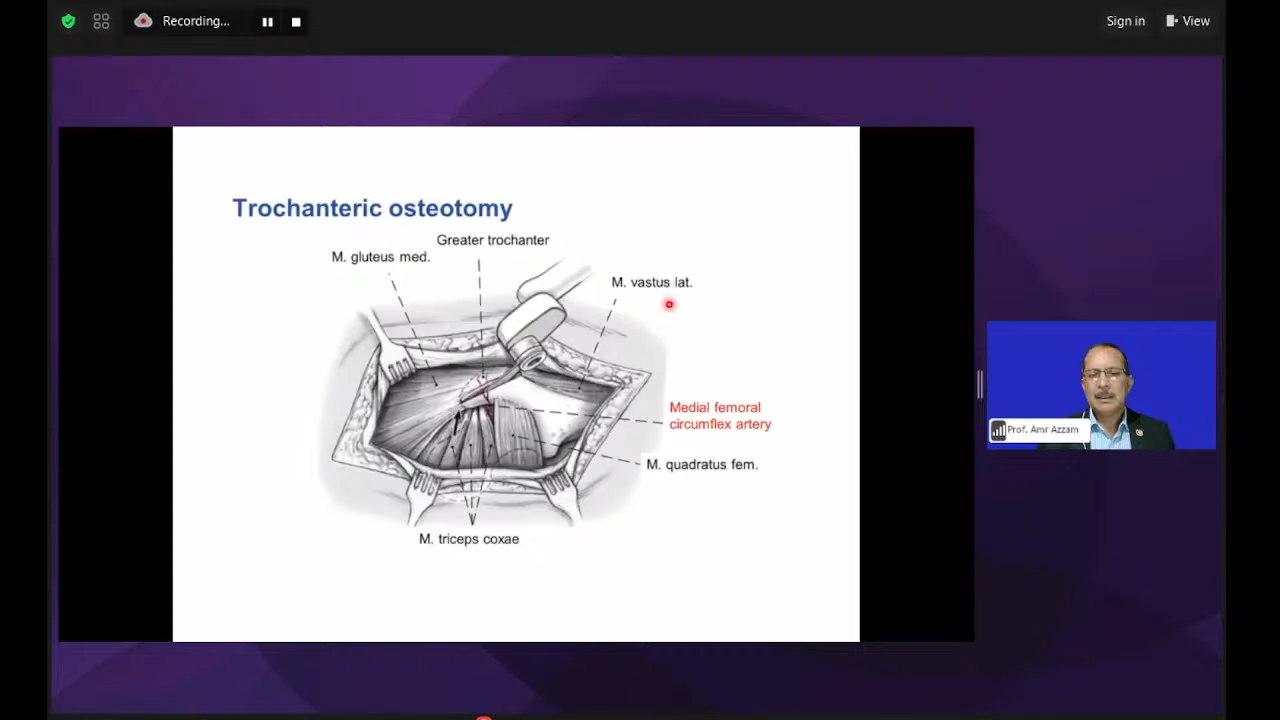 Recording...
Sign in
View
Trochanteric osteotomy
Greater trochanter
M. gluteus med.
M. vastus lat.
Medial femoral
circumflex artery
Prof. Amr Azzam
M. quadratus fem.
M. triceps coxae